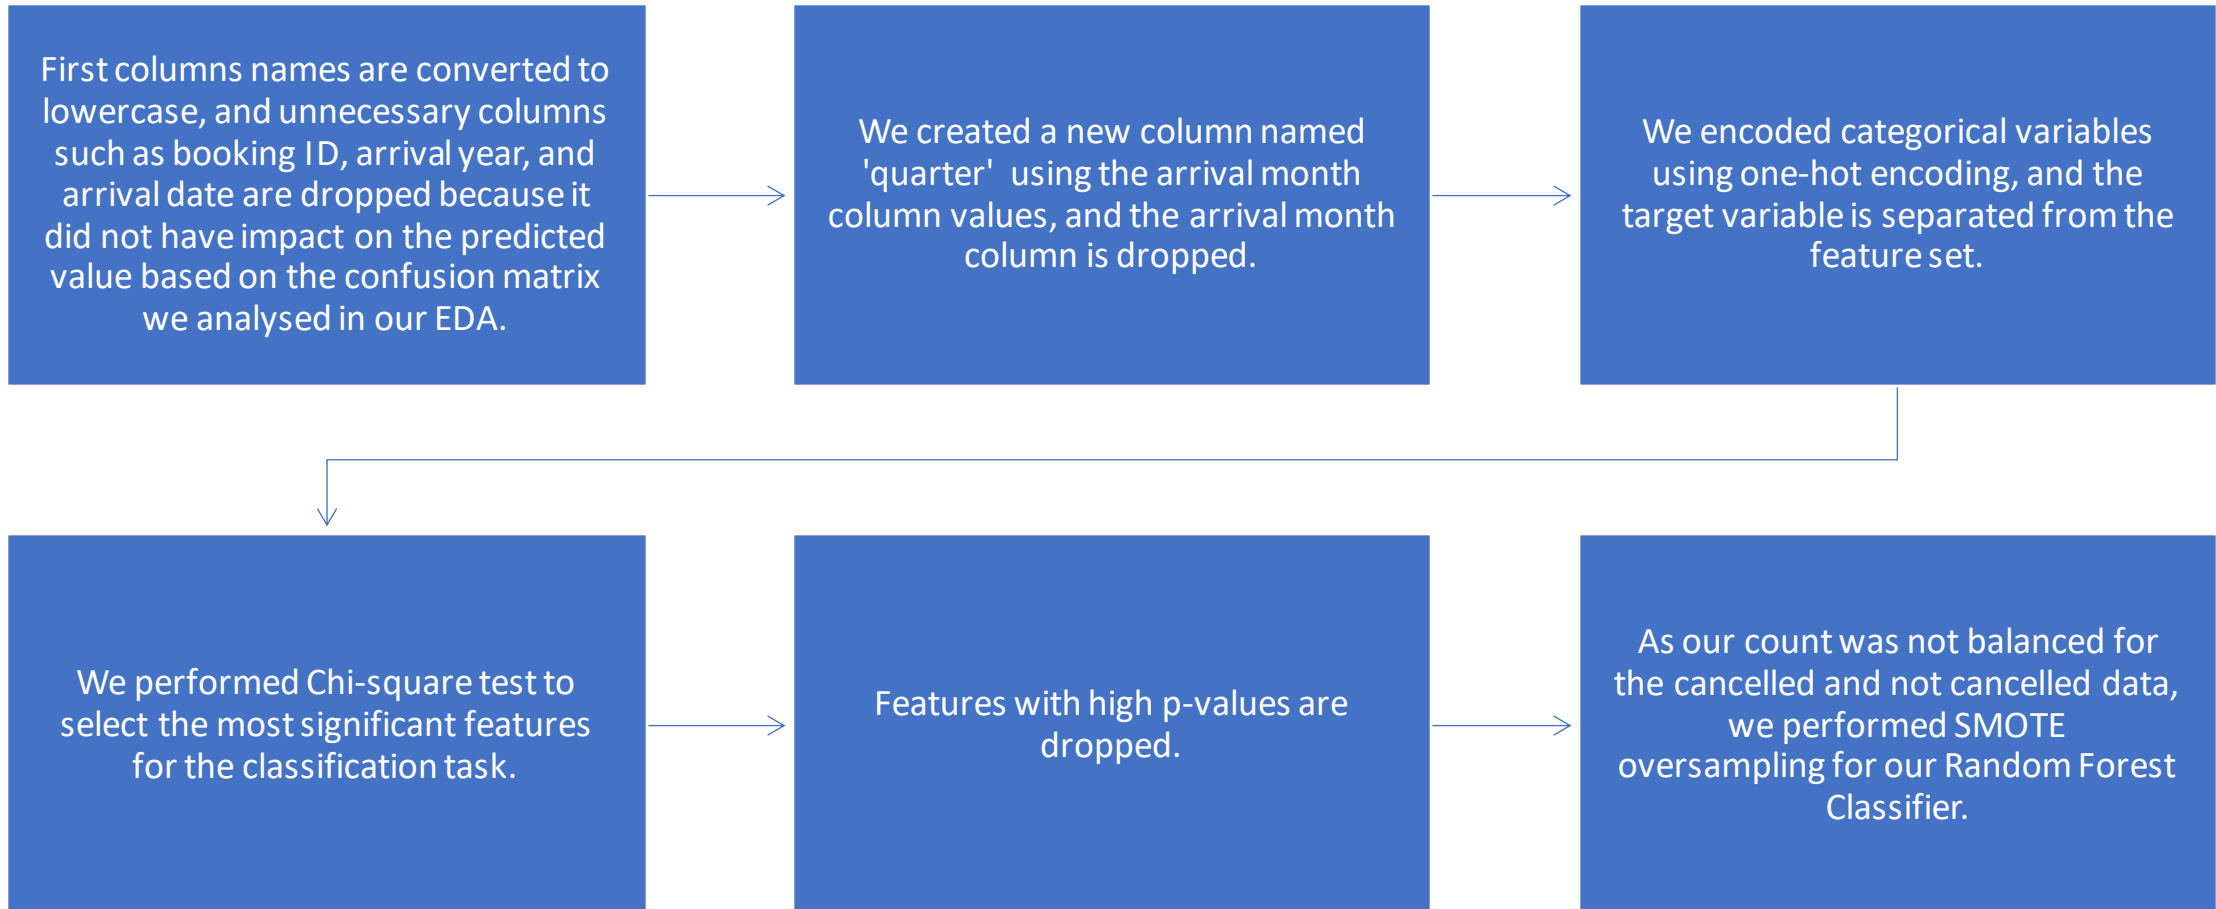 First columns names are converted to
lowercase, and unnecessary columns
such as booking ID, arrival year, and
arrival date are dropped because it
did not have impact on the predicted
value based on the confusion matrix
we analysed in our EDA.
We created a new column named
'quarter' using the arrival month
column values, and the arrival month
column is dropped.
We encoded categorical variables
using one-hot encoding, and the
target variable is separated from the
feature set.
We performed Chi-square test to
select the most significant features
for the classification task.
Features with high p-values are
dropped.
As our count was not balanced for
the cancelled and not cancelled data,
we performed SMOTE
oversampling for our Random Forest
Classifier.